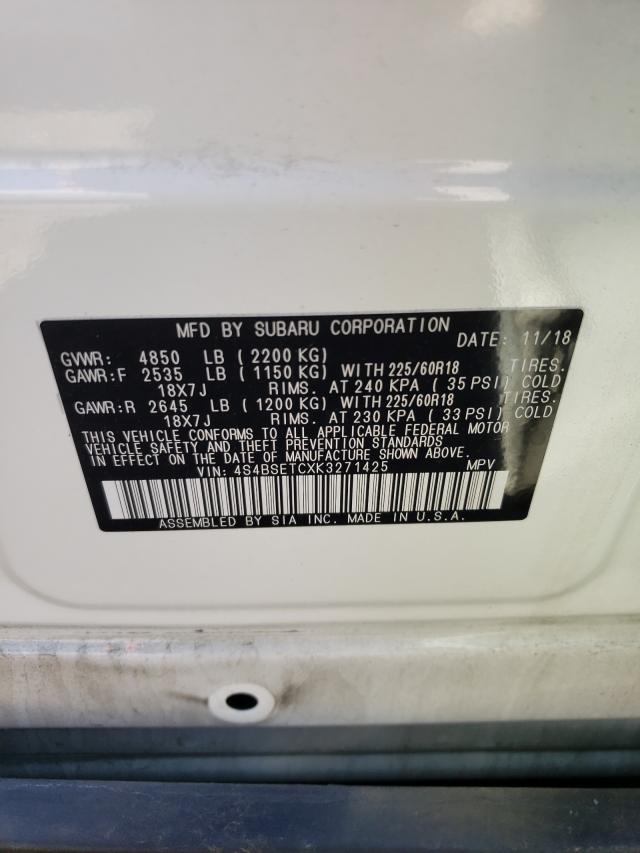 MFD BY SUBARU CORPORATION DATE: 11/18
GVWR: 4850 LB (2200 KG)
GAWR:F 2535 LB (1150 KG) WITH 225/60R18 TIRES.
18X7J RIMS. AT 240 KPA (35 PSI) COLD
GAWR:R 2645 LB (1200 KG) WITH 225/60R18 TIRES.
18X7J RIMS. AT 230 KPA (33 PSI) COLD
THIS VEHICLE CONFORMS TO ALL APPLICABLE FEDERAL MOTOR
VEHICLE SAFETY AND THEFT PREVENTION STANDARDS
IN EFFECT ON THE DATE OF MANUFACTURE SHOWN ABOVE.
VIN: 4S4BSETCXK3271425 MPV
ASSEMBLED BY SIA INC. MADE IN U.S.A.